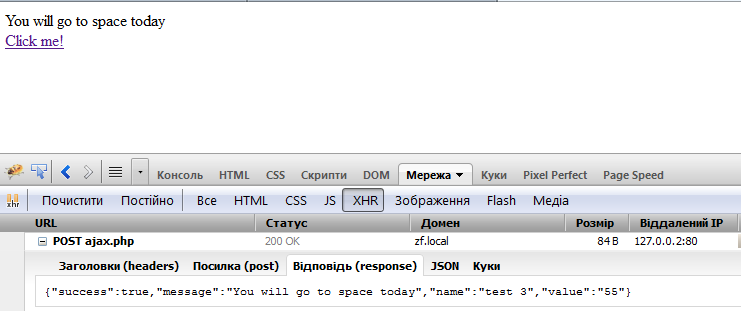 You will go to space today
Click me!
Консоль HTML CSS Скрипти DOM Мережа Куки Pixel Perfect Page Speed
xhr Почистити Постійно Все HTML CSS JS XHR Зображення Flash Медіа
URL Статус Домен Розмір Віддалений IP
POST ajax.php 200 OK zf.local 84 B 127.0.0.2:80
Заголовки (headers) Посилка (post) Відповідь (response) JSON Куки
{"success":true,"message":"You will go to space today","name":"test 3","value":"55"}